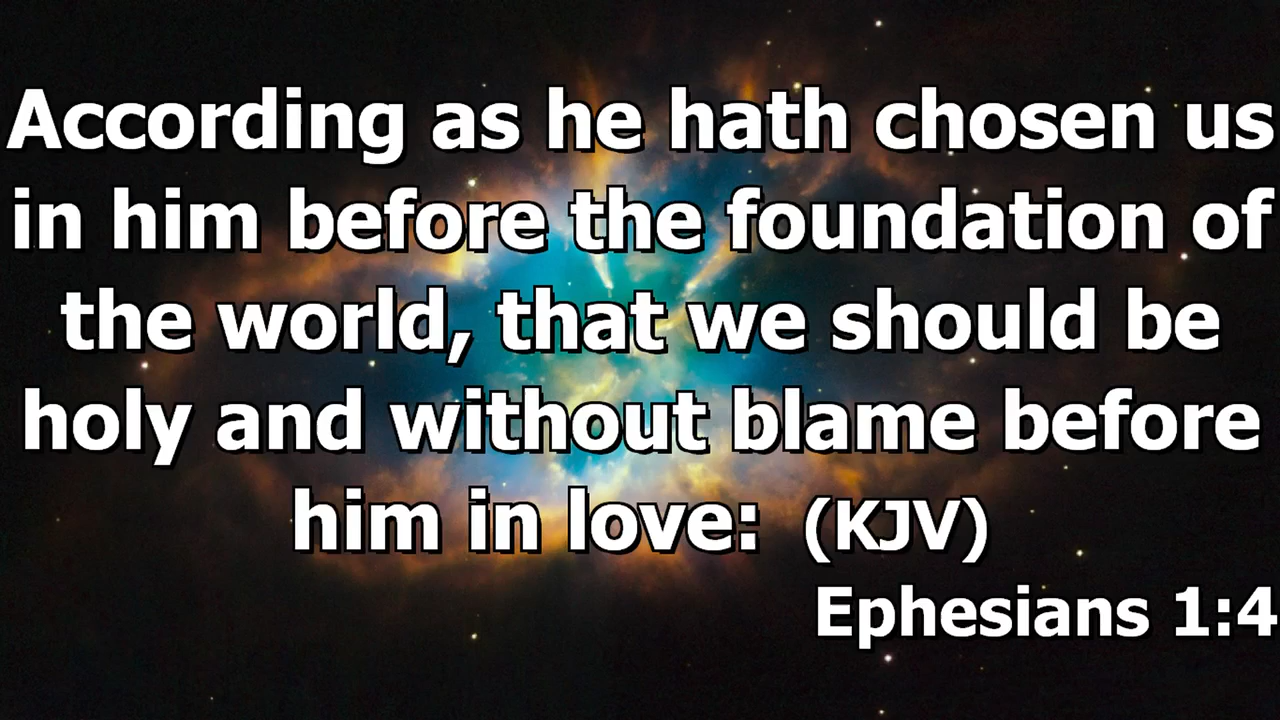 According as he hath chosen us
in him before the foundation of
the world, that we should be
holy and without blame before
him in love:  (KJV)
Ephesians 1:4